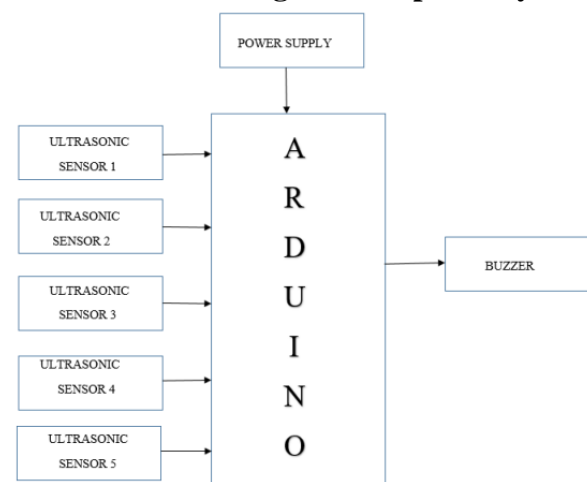 POWER SUPPLY
ULTRASONIC
SENSOR 1
ULTRASONIC
SENSOR 2
ULTRASONIC
SENSOR 3
ULTRASONIC
SENSOR 4
ULTRASONIC
SENSOR 5
A
R
D
U
I
N
O
BUZZER